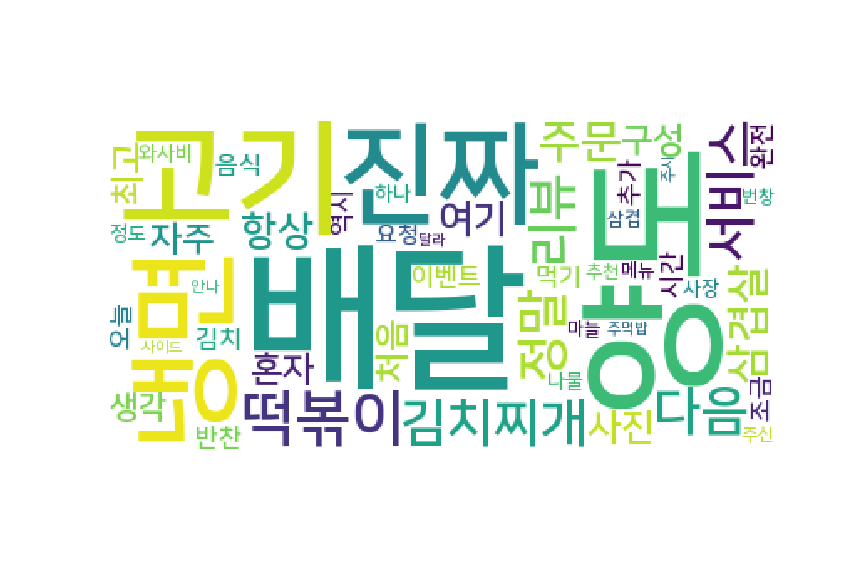 고기
진짜
주문
구성
서비스
완전
와사비
최고
음식
하나
역시
리뷰
추가
주시
번창
정도
자주
항상
요청
달라
여기
삼겹
양도
냉면
안나
배달
이벤트
먹기
추천
메뉴
시간
사장
오늘
사이드
김치
처음
정말
마늘
주먹밥
삼겹살
혼자
나물
조금
생각
반찬
떡볶이
김치찌개
사진
다음
주신